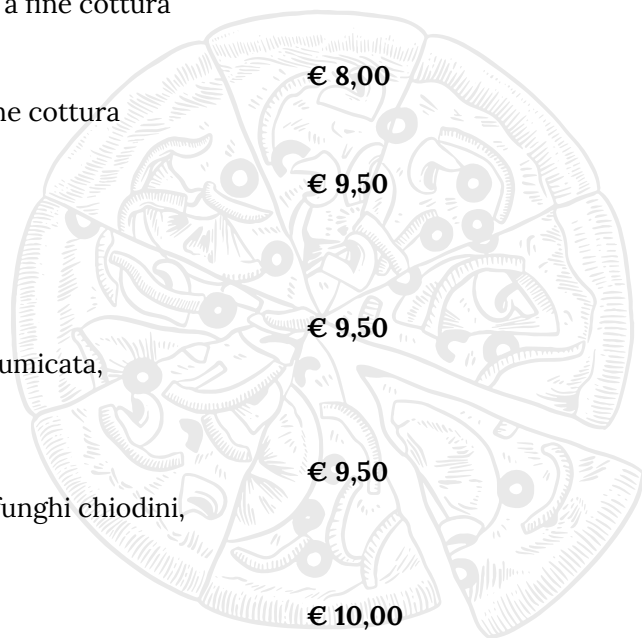 a fine cottura
€ 8,00
ne cottura
€ 9,50
€ 9,50
umicata,
€ 9,50
funghi chiodini,
€ 10,00